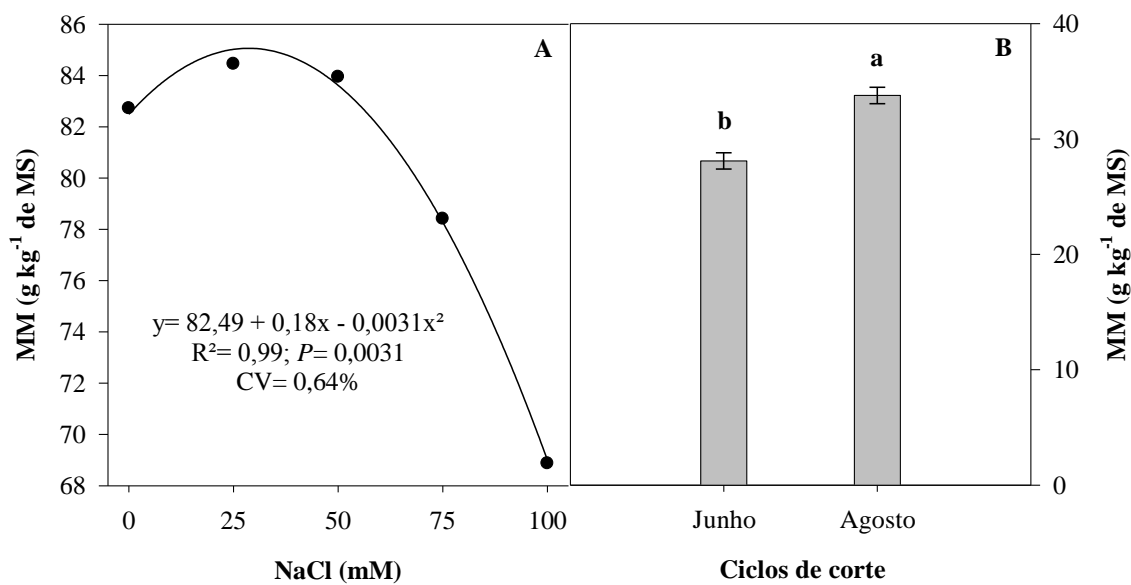 86
84
82
80
78
76
74
72
70
68
MM (g kg⁻¹ de MS)
A
y= 82,49 + 0,18x - 0,0031x²
R²= 0,99; P= 0,0031
CV= 0,64%
0 25 50 75 100
NaCl (mM)
B
b
a
Junho Agosto
Ciclos de corte
40
30
20
10
0
MM (g kg⁻¹ de MS)